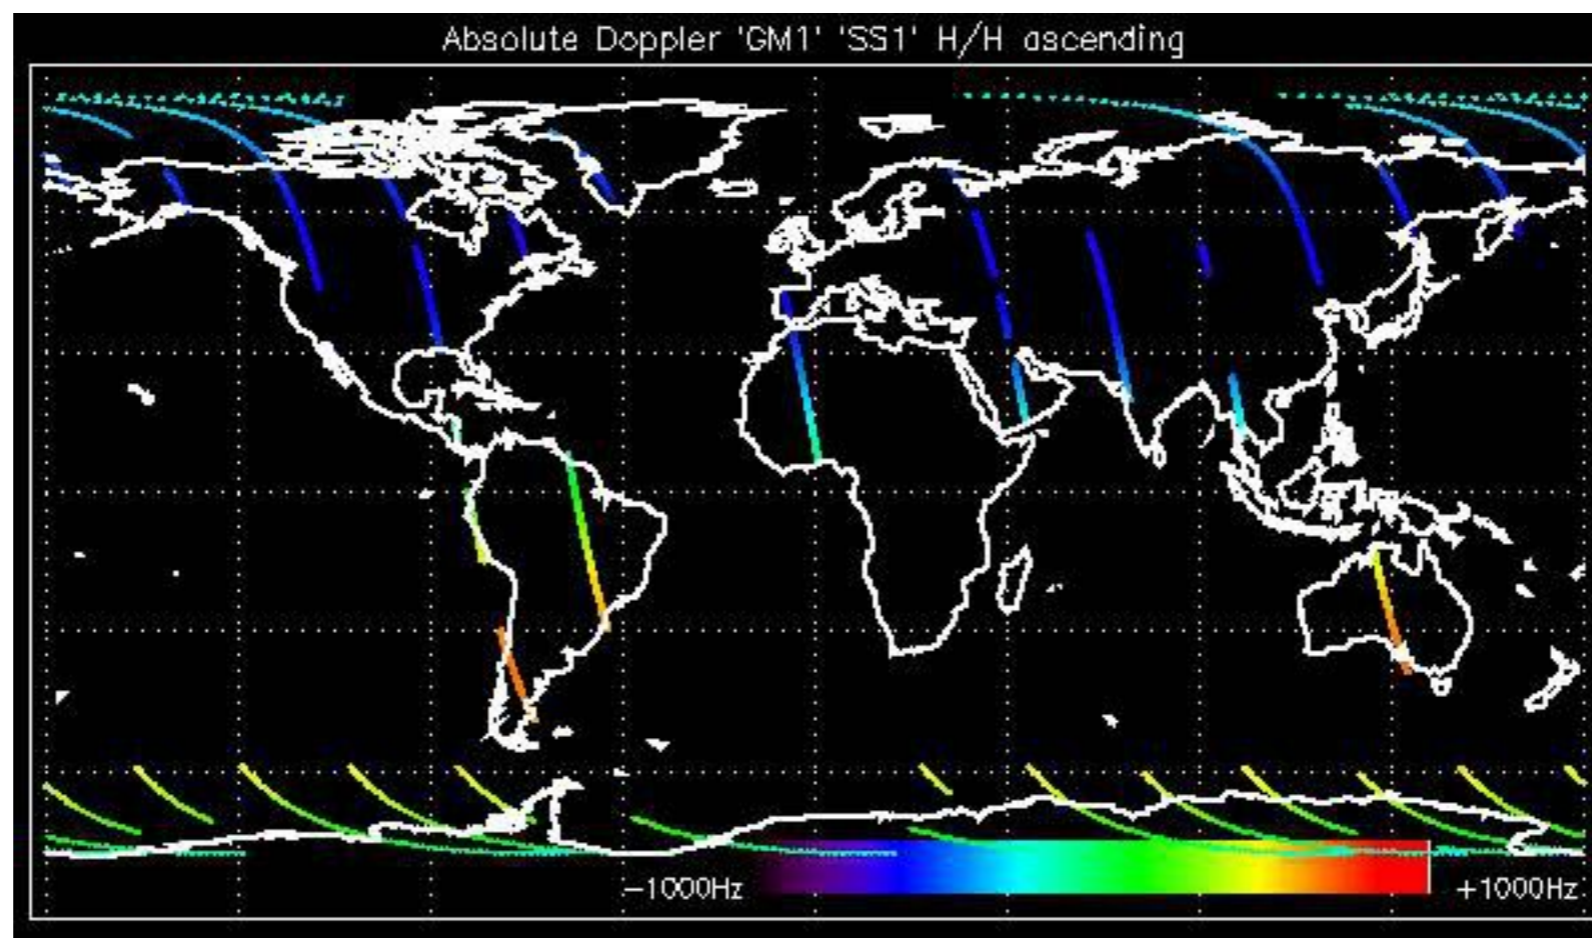 Absolute Doppler 'GM1' 'SS1' H/H ascending
−1000Hz
+1000Hz